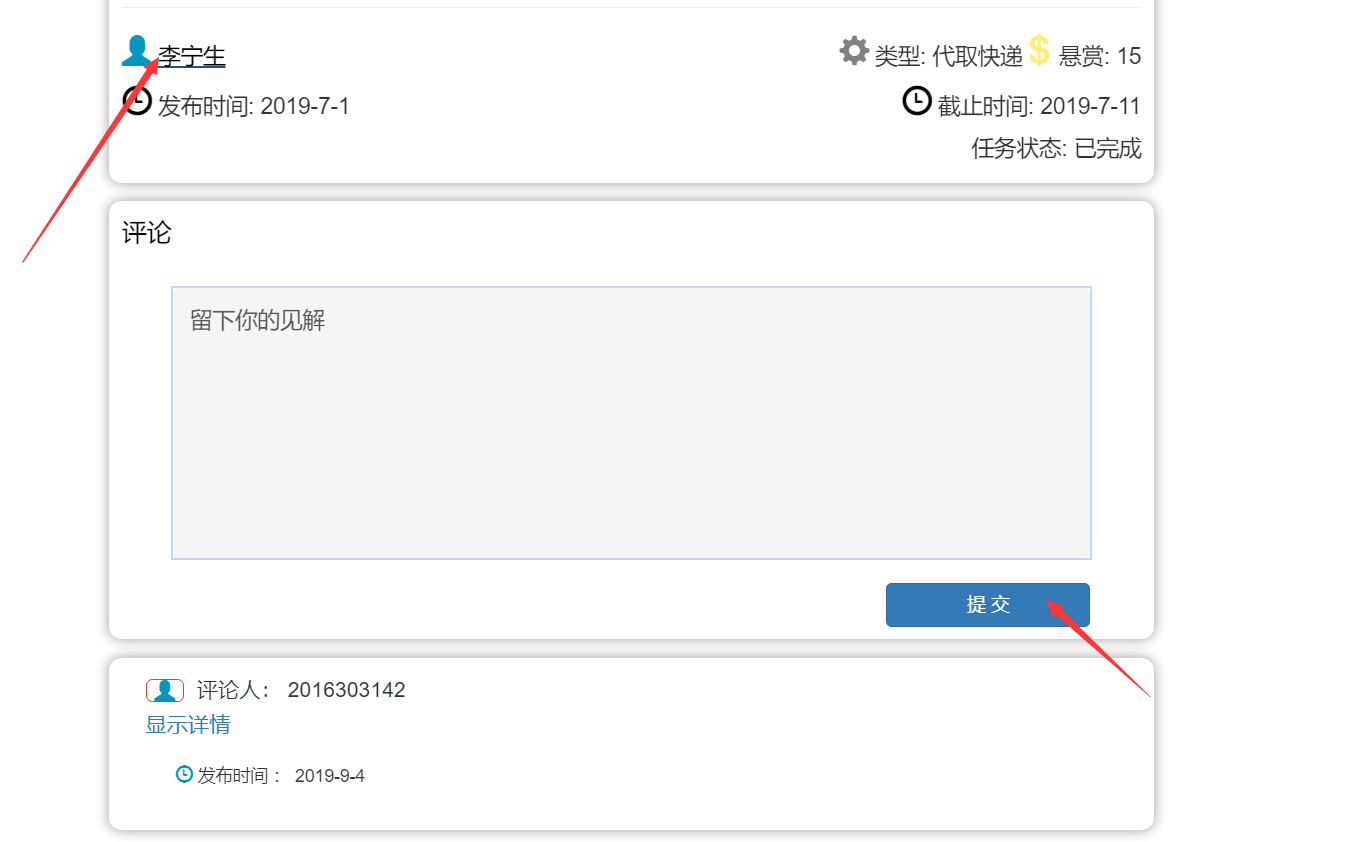 李宁生 类型: 代取快递 悬赏: 15
发布时间: 2019-7-1 截止时间: 2019-7-11
任务状态: 已完成
评论
留下你的见解
提 交
评论人： 2016303142
显示详情
发布时间： 2019-9-4